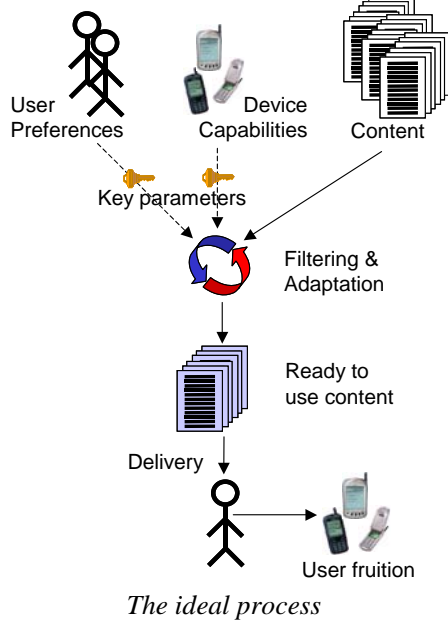 User
Preferences
Device
Capabilities
Content
Key parameters
Filtering &
Adaptation
Ready to
use content
Delivery
User fruition
The ideal process